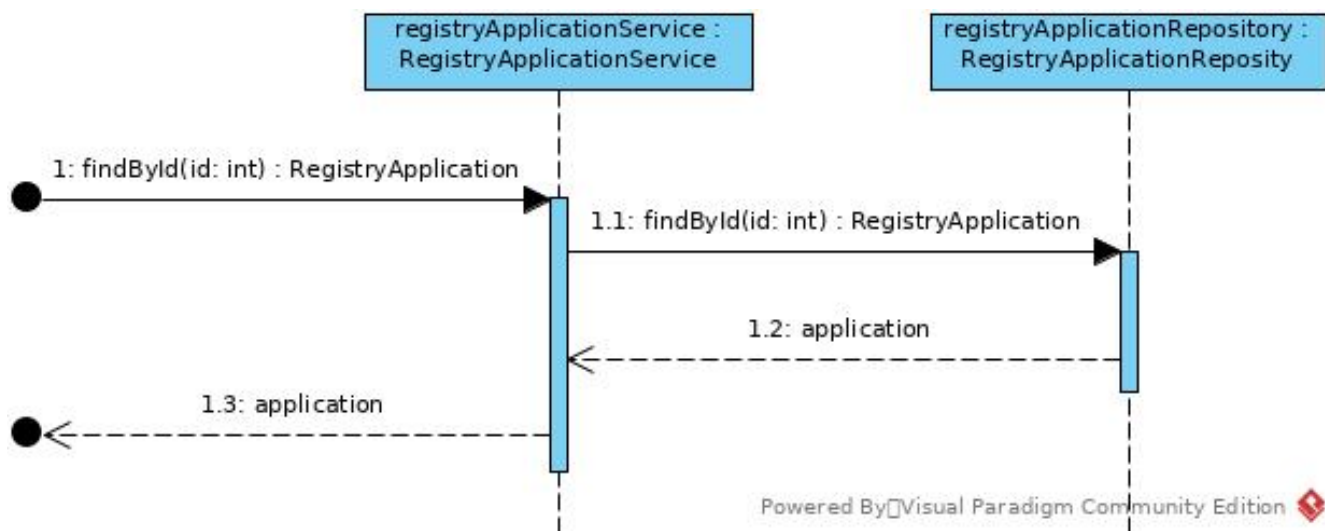 registryApplicationService :
RegistryApplicationService
registryApplicationRepository :
RegistryApplicationReposity
1: findById(id: int) : RegistryApplication
1.1: findById(id: int) : RegistryApplication
1.2: application
1.3: application
Powered By▯Visual Paradigm Community Edition